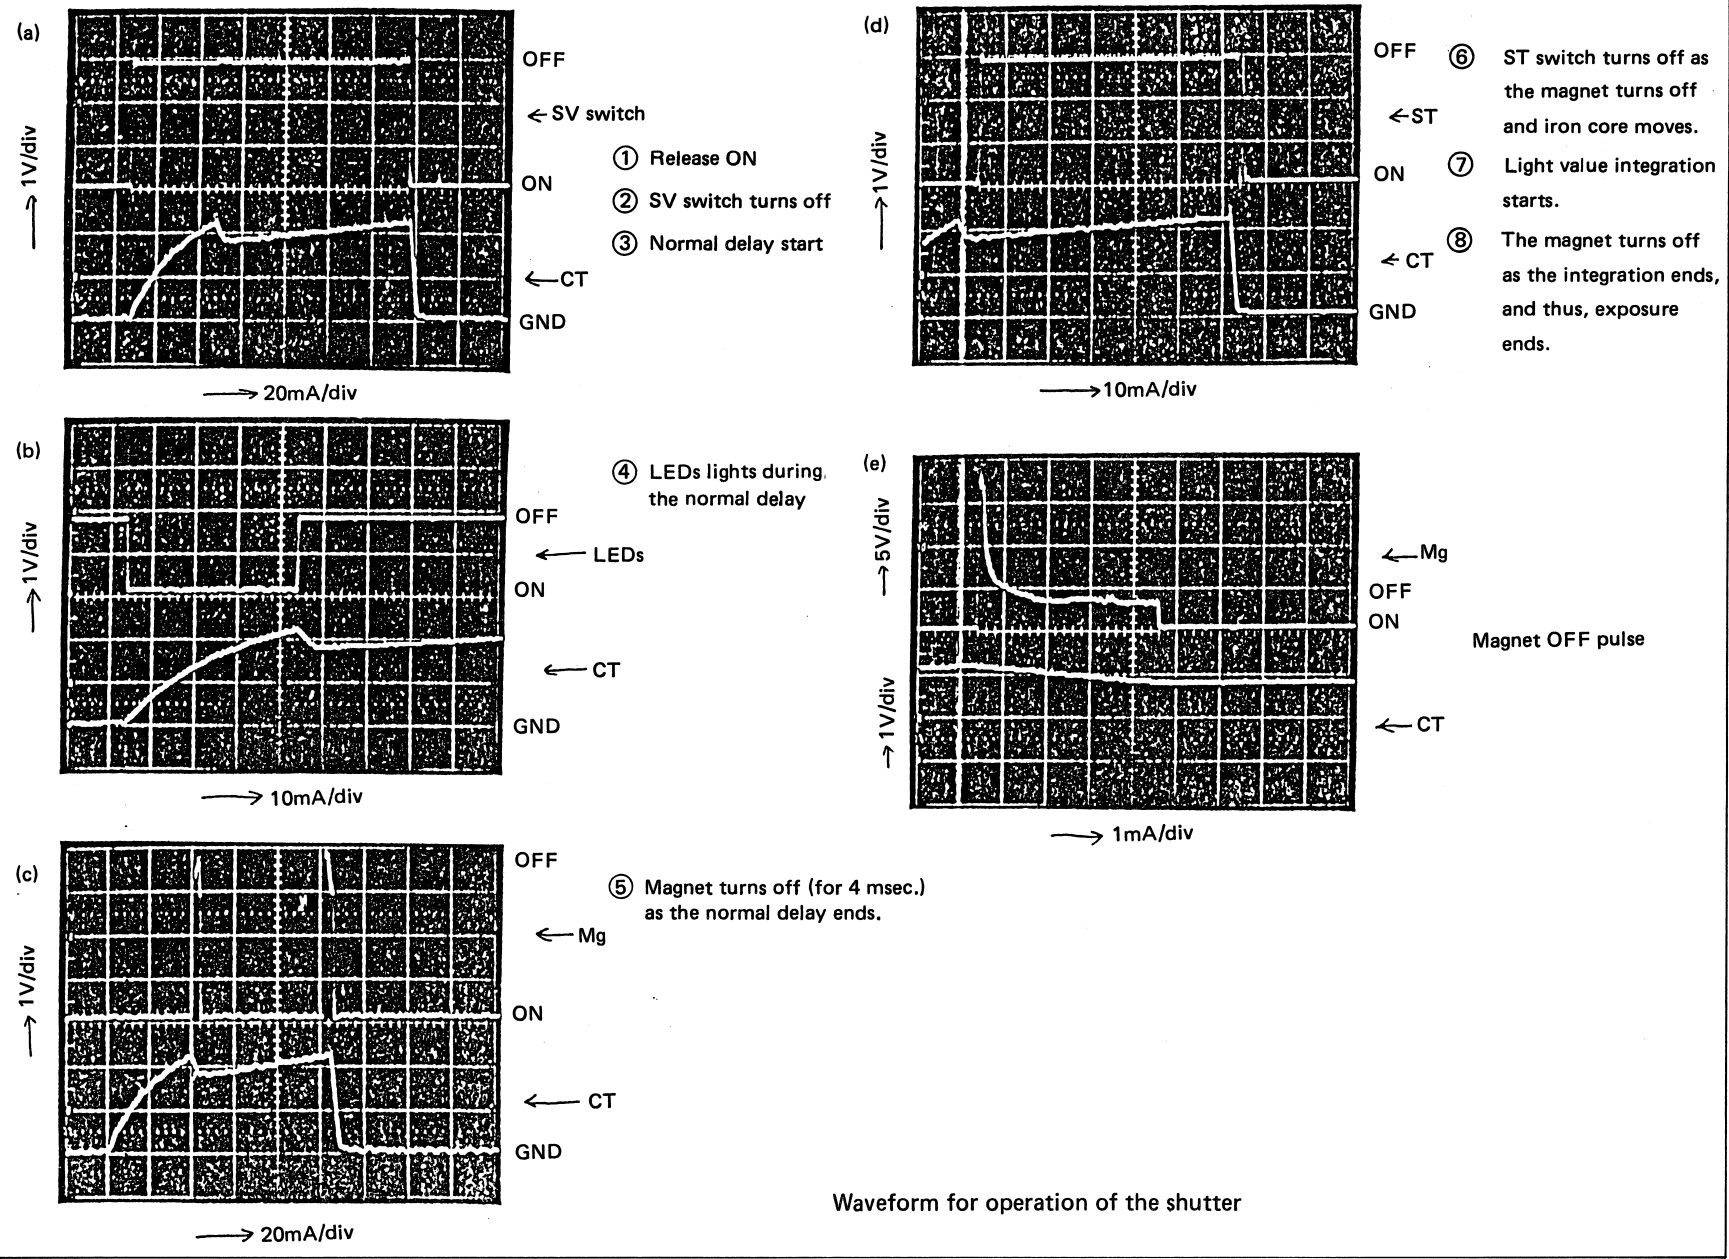 (a)
OFF
← SV switch
→ 1V/div
① Release ON
ON
② SV switch turns off
③ Normal delay start
← CT
GND
→ 20mA/div
(b)
④ LEDs lights during
the normal delay
OFF
→ 1V/div
← LEDs
ON
← CT
GND
→ 10mA/div
(c)
OFF
⑤ Magnet turns off (for 4 msec.)
as the normal delay ends.
← Mg
→ 1V/div
ON
← CT
GND
→ 20mA/div
(d)
OFF
⑥ ST switch turns off as
the magnet turns off
← ST
and iron core moves.
→ 1V/div
ON
⑦ Light value integration
starts.
← CT
⑧ The magnet turns off
as the integration ends,
GND
and thus, exposure
ends.
→ 10mA/div
(e)
→ 5V/div
← Mg
OFF
ON
Magnet OFF pulse
→ 1V/div
← CT
→ 1mA/div
Waveform for operation of the shutter